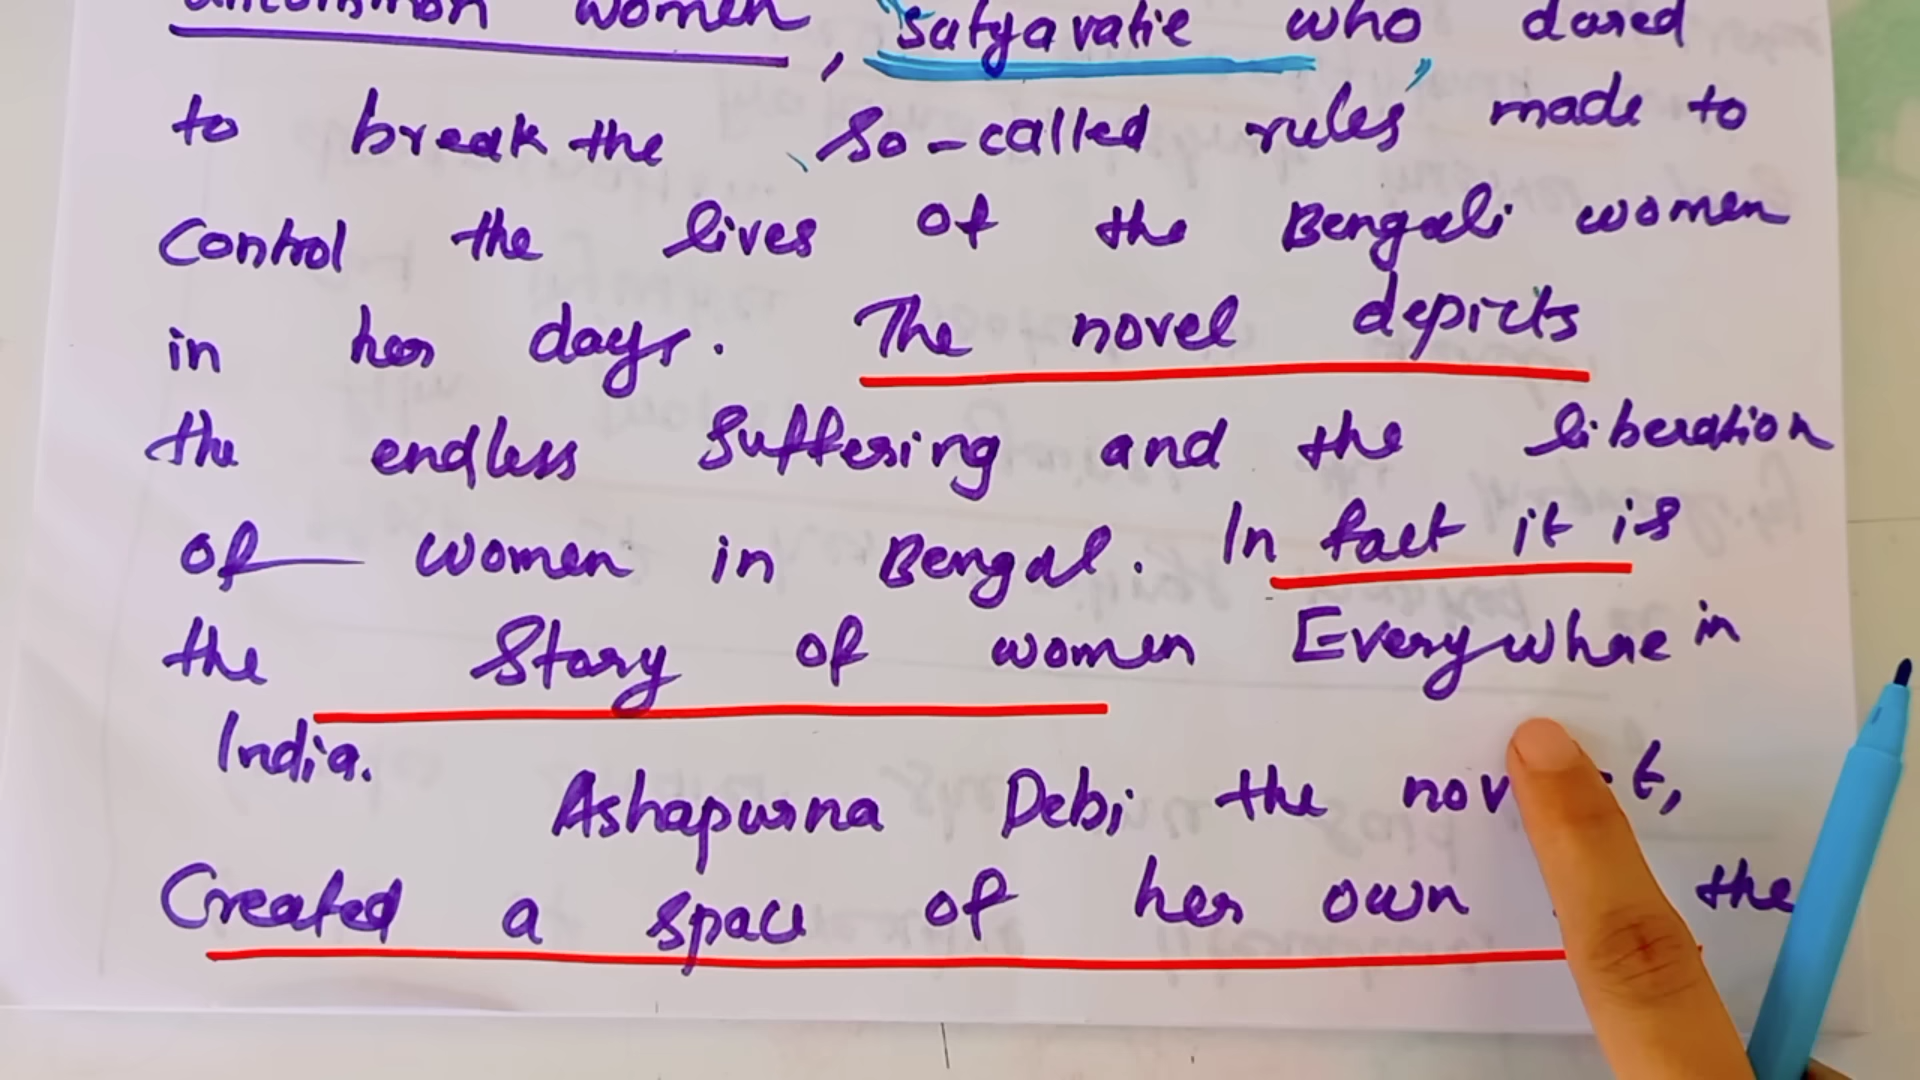 uncommon women, Satyavatie who dared
to break the so-called rules made to
Control the lives of the Bengali women
in her days. The novel depicts
the endless Suffering and the liberation
of women in Bengal. In fact it is
the Story of women Everywhere in
India.
Ashapurna Debi the
Created a space of her own the